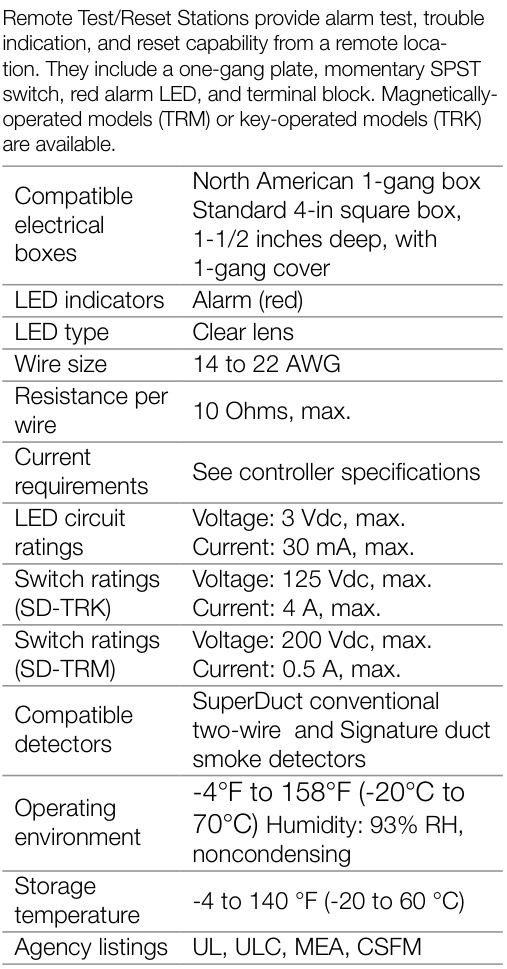 Remote Test/Reset Stations provide alarm test, trouble
indication, and reset capability from a remote loca-
tion. They include a one-gang plate, momentary SPST
switch, red alarm LED, and terminal block. Magnetically-
operated models (TRM) or key-operated models (TRK)
are available.
Compatible
electrical
boxes
North American 1-gang box
Standard 4-in square box,
1-1/2 inches deep, with
1-gang cover
LED indicators Alarm (red)
LED type Clear lens
Wire size 14 to 22 AWG
Resistance per
wire
10 Ohms, max.
Current
requirements
See controller specifications
LED circuit
ratings
Voltage: 3 Vdc, max.
Current: 30 mA, max.
Switch ratings
(SD-TRK)
Voltage: 125 Vdc, max.
Current: 4 A, max.
Switch ratings
(SD-TRM)
Voltage: 200 Vdc, max.
Current: 0.5 A, max.
Compatible
detectors
SuperDuct conventional
two-wire and Signature duct
smoke detectors
Operating
environment
-4°F to 158°F (-20°C to
70°C) Humidity: 93% RH,
noncondensing
Storage
temperature
-4 to 140 °F (-20 to 60 °C)
Agency listings UL, ULC, MEA, CSFM